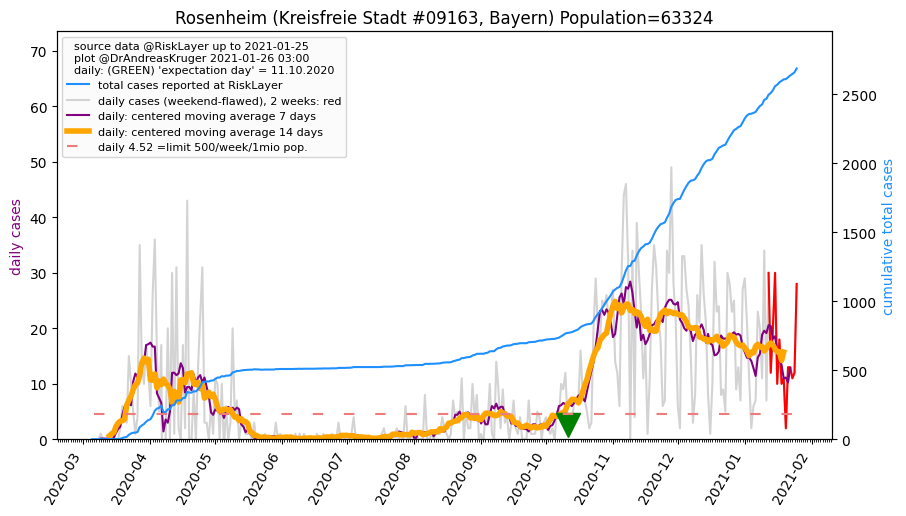 Rosenheim (Kreisfreie Stadt #09163, Bayern) Population=63324
source data @RiskLayer up to 2021-01-25
plot @DrAndreasKruger 2021-01-26 03:00
daily: (GREEN) 'expectation day' = 11.10.2020
total cases reported at RiskLayer
daily cases (weekend-flawed), 2 weeks: red
daily: centered moving average 7 days
daily: centered moving average 14 days
daily 4.52 =limit 500/week/1mio pop.
daily cases
70
60
50
40
30
20
10
0
cumulative total cases
2500
2000
1500
1000
500
0
2020-03
2020-04
2020-05
2020-06
2020-07
2020-08
2020-09
2020-10
2020-11
2020-12
2021-01
2021-02